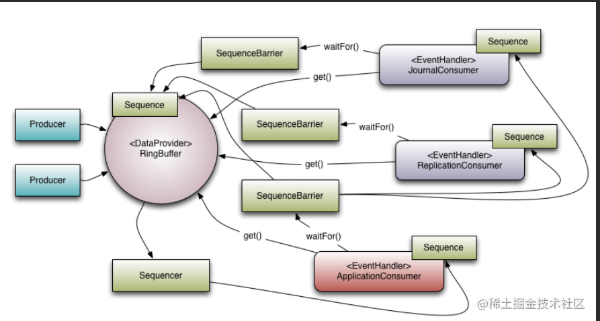 Sequence
SequenceBarrier
waitFor()
<EventHandler>
JournalConsumer
get()
Sequence
Producer
SequenceBarrier
waitFor()
Sequence
<DataProvider>
RingBuffer
<EventHandler>
ReplicationConsumer
get()
Producer
SequenceBarrier
get()
waitFor()
Sequence
<EventHandler>
ApplicationConsumer
Sequencer
@稀土掘金技术社区